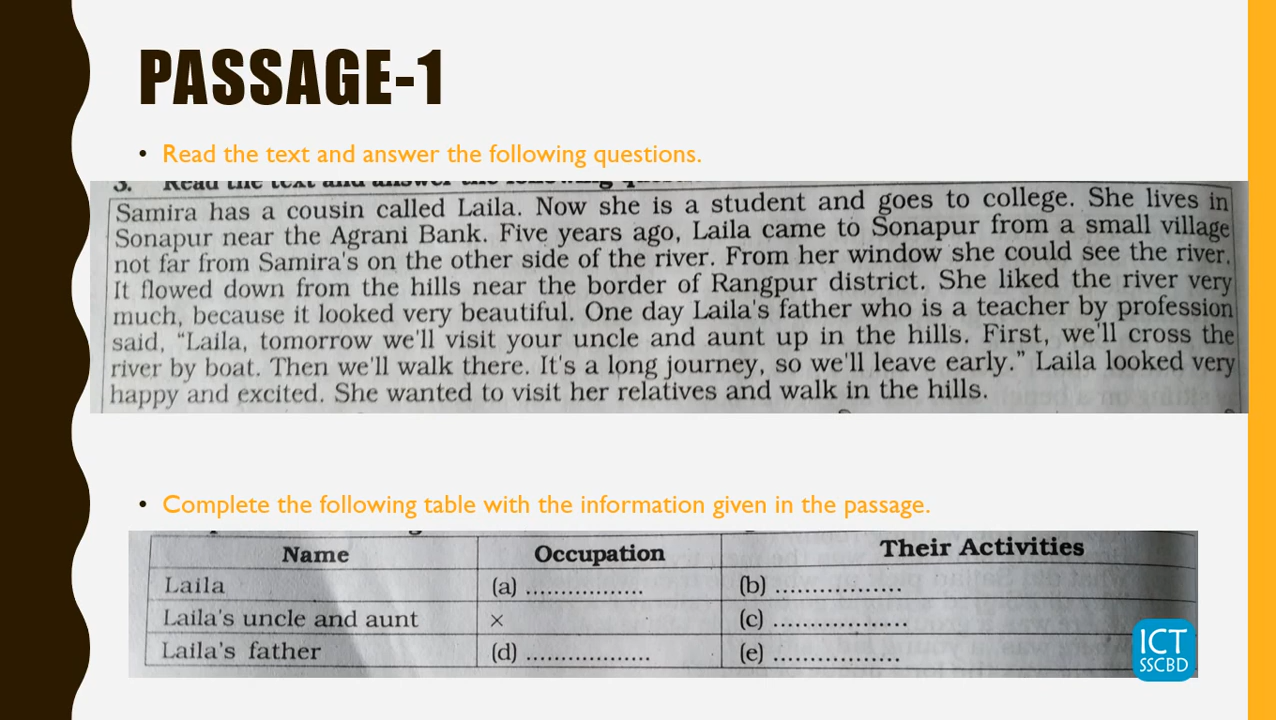 PASSAGE-1
• Read the text and answer the following questions.
3. Read the text and answer the following
Samira has a cousin called Laila. Now she is a student and goes to college. She lives in
Sonapur near the Agrani Bank. Five years ago, Laila came to Sonapur from a small village
not far from Samira's on the other side of the river. From her window she could see the river.
It flowed down from the hills near the border of Rangpur district. She liked the river very
much, because it looked very beautiful. One day Laila's father who is a teacher by profession
said, "Laila, tomorrow we'll visit your uncle and aunt up in the hills. First, we'll cross the
river by boat. Then we'll walk there. It's a long journey, so we'll leave early." Laila looked very
happy and excited. She wanted to visit her relatives and walk in the hills.
• Complete the following table with the information given in the passage.
Name Occupation Their Activities
Laila (a) ................. (b) .................
Laila's uncle and aunt × (c) ..................
Laila's father (d) .................. (e) .................
ICT
SSCBD